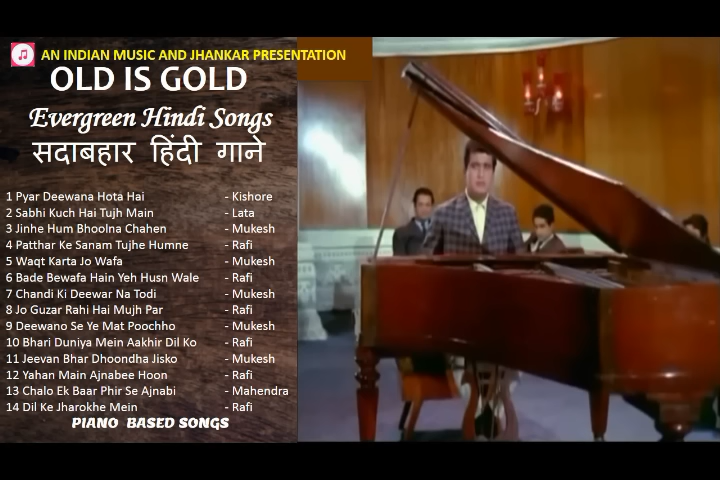 AN INDIAN MUSIC AND JHANKAR PRESENTATION
OLD IS GOLD
Evergreen Hindi Songs
सदाबहार हिंदी गाने
1 Pyar Deewana Hota Hai - Kishore
2 Sabhi Kuch Hai Tujh Main - Lata
3 Jinhe Hum Bhoolna Chahen - Mukesh
4 Patthar Ke Sanam Tujhe Humne - Rafi
5 Waqt Karta Jo Wafa - Mukesh
6 Bade Bewafa Hain Yeh Husn Wale - Rafi
7 Chandi Ki Deewar Na Todi - Mukesh
8 Jo Guzar Rahi Hai Mujh Par - Rafi
9 Deewano Se Ye Mat Poochho - Mukesh
10 Bhari Duniya Mein Aakhir Dil Ko - Rafi
11 Jeevan Bhar Dhoondha Jisko - Mukesh
12 Yahan Main Ajnabee Hoon - Rafi
13 Chalo Ek Baar Phir Se Ajnabi - Mahendra
14 Dil Ke Jharokhe Mein - Rafi
PIANO BASED SONGS